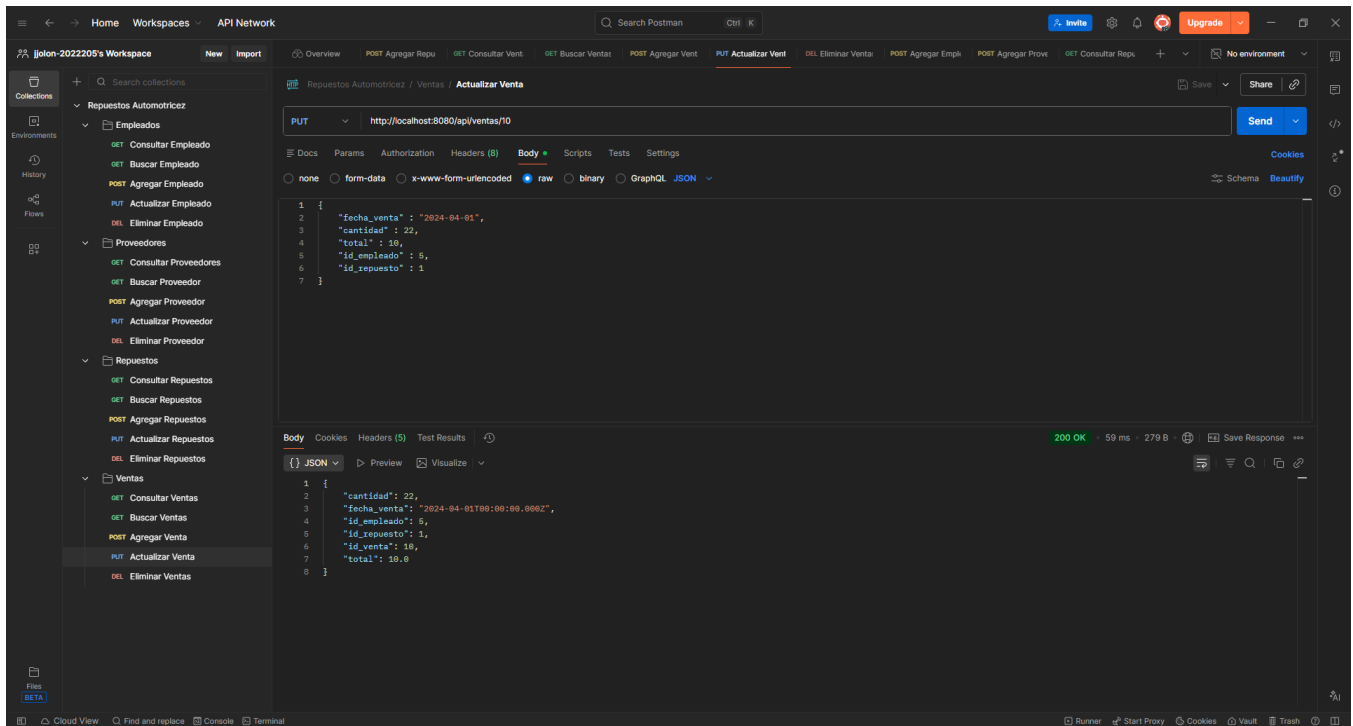 Home Workspaces API Network Search Postman Ctrl K Invite Upgrade
jjolon-2022205's Workspace New Import Overview POST Agregar Repu GET Consultar Vent. GET Buscar Ventas POST Agregar Vent PUT Actualizar Vent DEL Eliminar Ventas POST Agregar Emple POST Agregar Prove GET Consultar Repu No environment
Collections
Environments
History
Flows
Files
BETA
Search collections
Repuestos Automotricez
Empleados
GET Consultar Empleado
GET Buscar Empleado
POST Agregar Empleado
PUT Actualizar Empleado
DEL Eliminar Empleado
Proveedores
GET Consultar Proveedores
GET Buscar Proveedor
POST Agregar Proveedor
PUT Actualizar Proveedor
DEL Eliminar Proveedor
Repuestos
GET Consultar Repuestos
GET Buscar Repuestos
POST Agregar Repuestos
PUT Actualizar Repuestos
DEL Eliminar Repuestos
Ventas
GET Consultar Ventas
GET Buscar Ventas
POST Agregar Venta
PUT Actualizar Venta
DEL Eliminar Ventas
HTTP Repuestos Automotricez / Ventas / Actualizar Venta Save Share
PUT http://localhost:8080/api/ventas/10 Send
Docs Params Authorization Headers (8) Body Scripts Tests Settings Cookies
none form-data x-www-form-urlencoded raw binary GraphQL JSON Schema Beautify
1 {
2 "fecha_venta" : "2024-04-01",
3 "cantidad" : 22,
4 "total" : 10,
5 "id_empleado" : 5,
6 "id_repuesto" : 1
7 }
Body Cookies Headers (5) Test Results 200 OK 59 ms 279 B Save Response
{} JSON Preview Visualize
1 {
2 "cantidad": 22,
3 "fecha_venta": "2024-04-01T00:00:00.000Z",
4 "id_empleado": 5,
5 "id_repuesto": 1,
6 "id_venta": 10,
7 "total": 10.0
8 }
AI
Cloud View Find and replace Console Terminal Runner Start Proxy Cookies Vault Trash